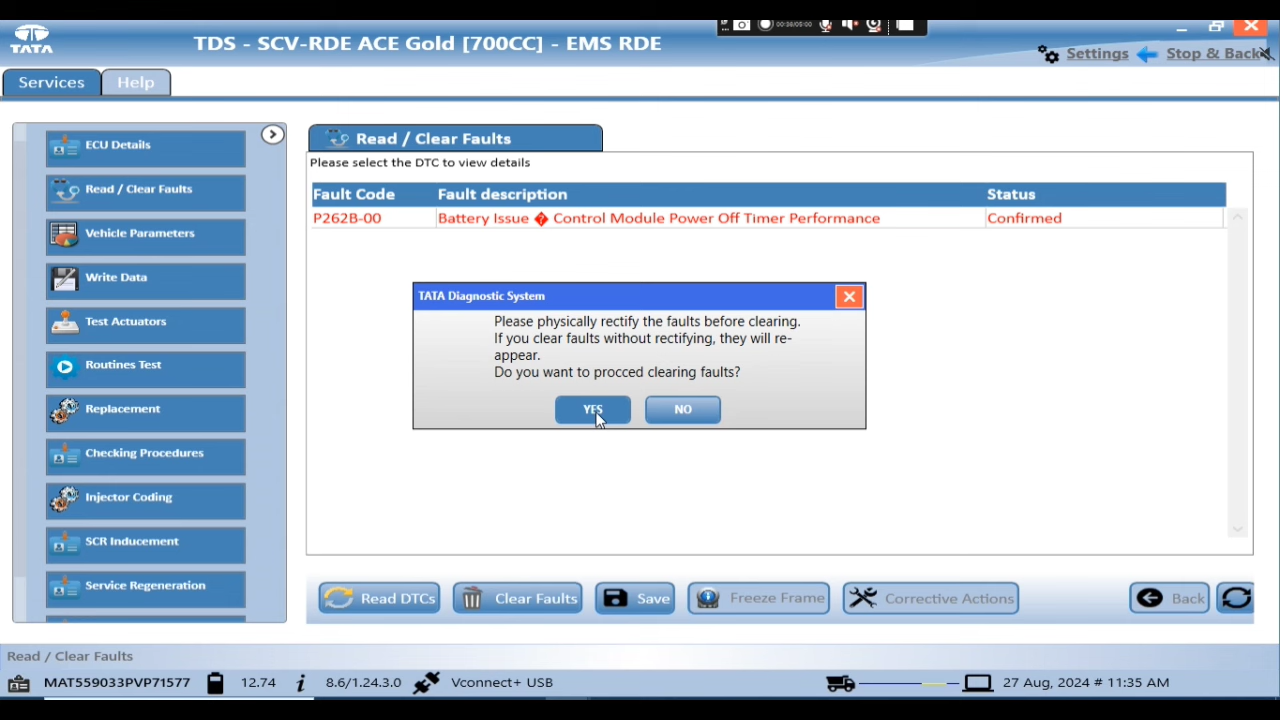 00:00:38/05:00
TATA
TDS - SCV-RDE ACE Gold [700CC] - EMS RDE
Settings
Stop & Back
Services
Help
ECU Details
Read / Clear Faults
Vehicle Parameters
Write Data
Test Actuators
Routines Test
Replacement
Checking Procedures
Injector Coding
SCR Inducement
Service Regeneration
Read / Clear Faults
Please select the DTC to view details
Fault Code Fault description Status
P262B-00 Battery Issue � Control Module Power Off Timer Performance Confirmed
TATA Diagnostic System
Please physically rectify the faults before clearing.
If you clear faults without rectifying, they will re-
appear.
Do you want to procced clearing faults?
YES NO
Read DTCs Clear Faults Save Freeze Frame Corrective Actions Back
Read / Clear Faults
MAT559033PVP71577 12.74 8.6/1.24.3.0 Vconnect+ USB 27 Aug, 2024 # 11:35 AM